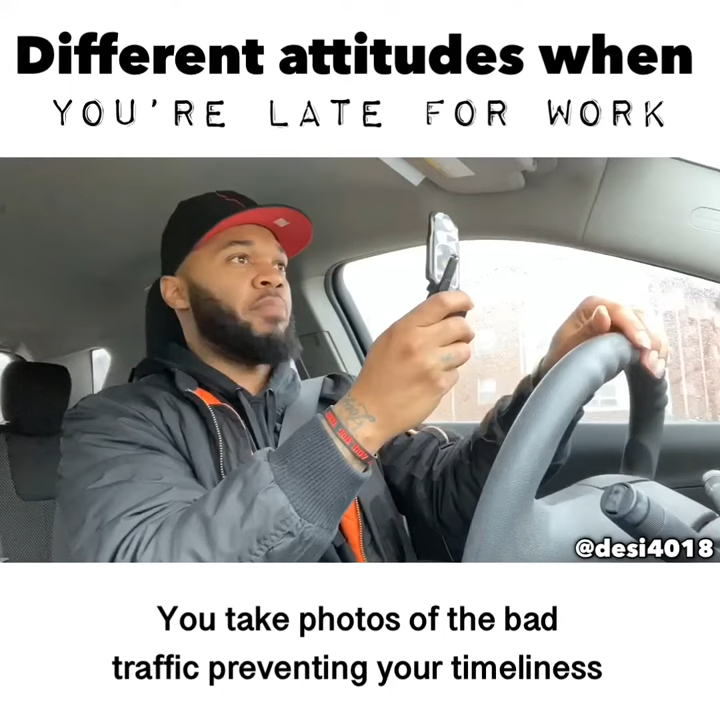 Different attitudes when
YOU'RE LATE FOR WORK
@desi4018
You take photos of the bad
traffic preventing your timeliness